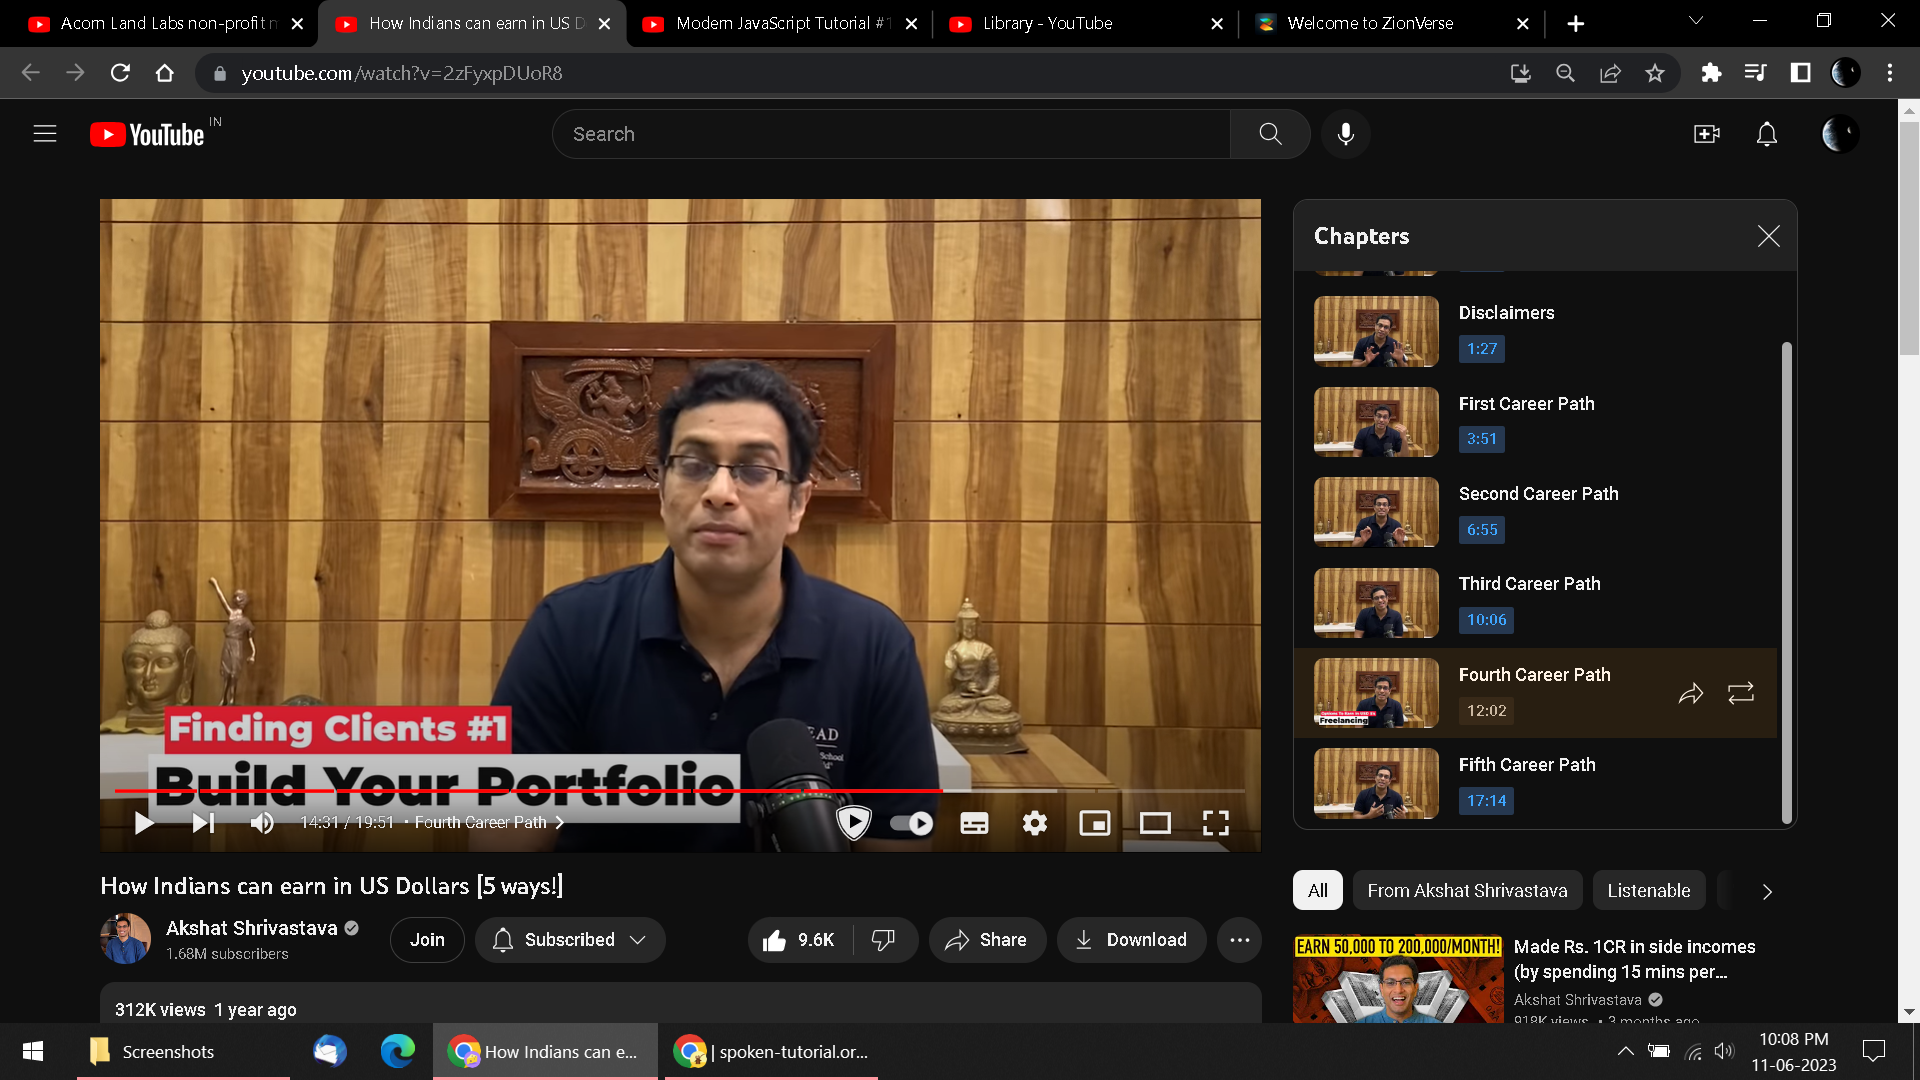 Acorn Land Labs non-profit
How Indians can earn in US D
Modern JavaScript Tutorial #1
Library - YouTube
Welcome to ZionVerse
youtube.com/watch?v=2zFyxpDUoR8
YouTube IN
Search
Chapters
Disclaimers
1:27
First Career Path
3:51
Second Career Path
6:55
Third Career Path
10:06
Fourth Career Path
12:02
Freelancing
Fifth Career Path
17:14
EAD
School
Finding Clients #1
Build Your Portfolio
14:31 / 19:51 • Fourth Career Path
How Indians can earn in US Dollars [5 ways!]
Akshat Shrivastava
1.68M subscribers
Join
Subscribed
9.6K
Share
Download
312K views 1 year ago
All
From Akshat Shrivastava
Listenable
EARN 50,000 TO 200,000/MONTH!
Made Rs. 1CR in side incomes
(by spending 15 mins per...
Akshat Shrivastava
918K views • 3 months ago
Screenshots
How Indians can e...
| spoken-tutorial.or...
10:08 PM
11-06-2023